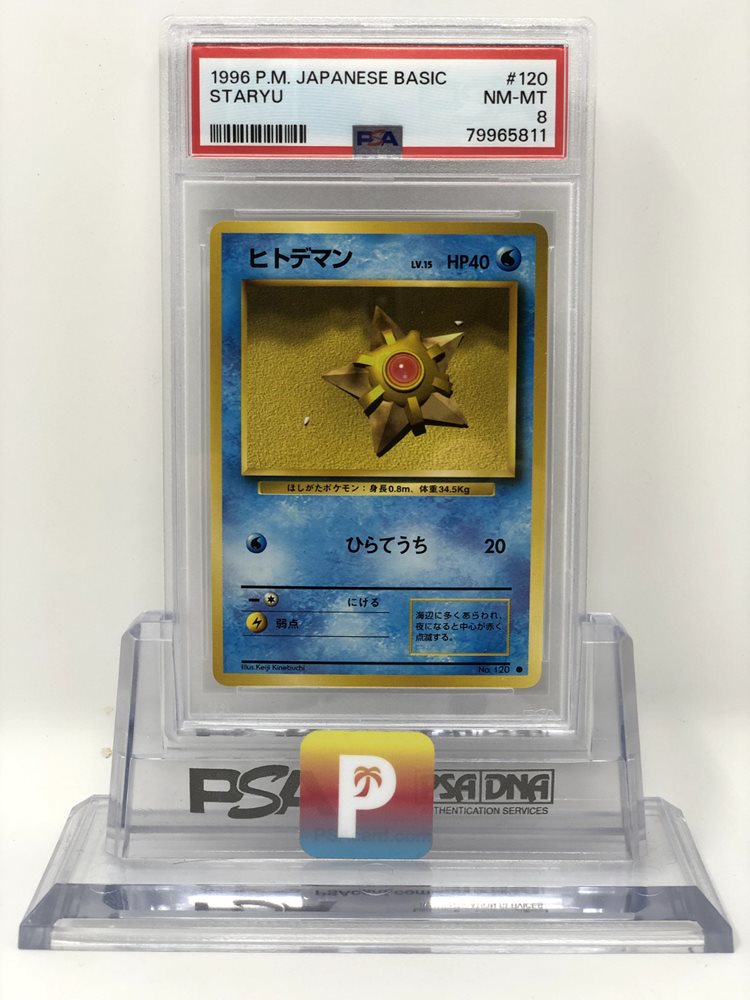 1996 P.M. JAPANESE BASIC #120
STARYU NM-MT
8
PSA 79965811
ヒトデマン LV.15 HP40
ほしがたポケモン：身長0.8m、体重34.5Kg
ひらてうち 20
にげる
弱点
海辺に多くあらわれ、
夜になると中心が赤く
点滅する。
Illus.Keiji Kinebuchi No. 120 ●
P
PSA PSA DNA
THENTICATION SERVICES